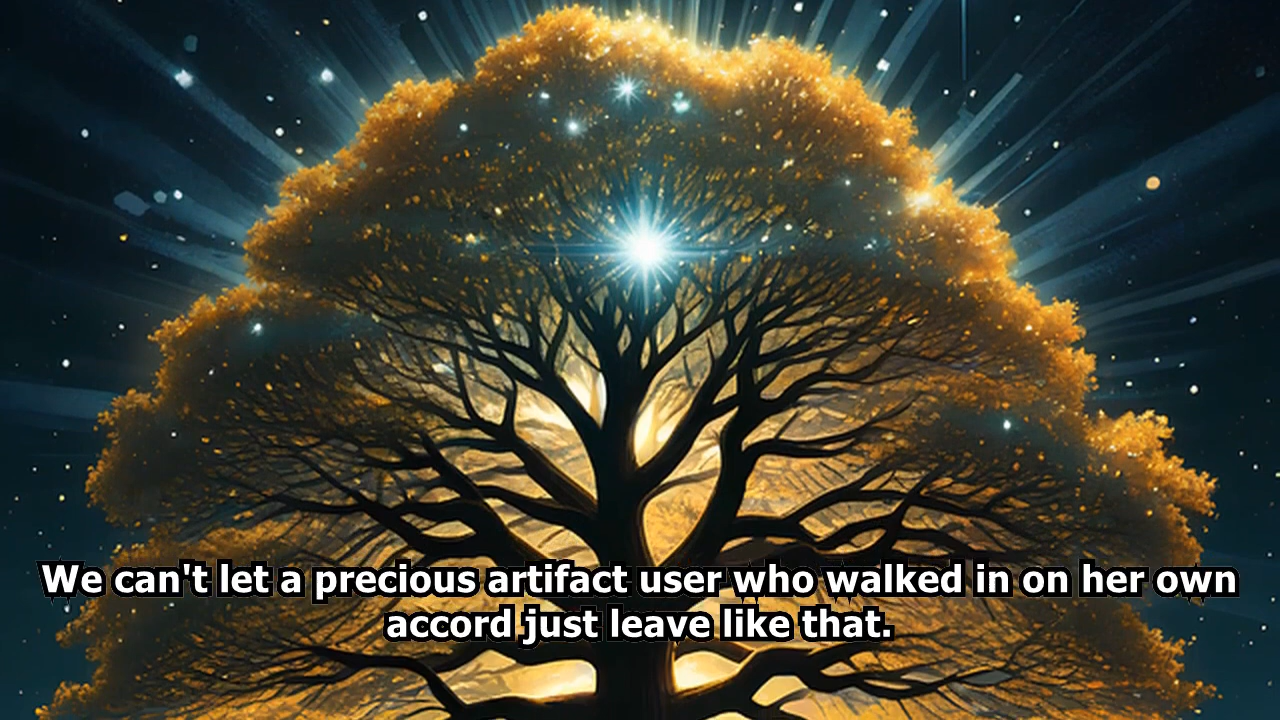 We can't let a precious artifact user who walked in on her own
accord just leave like that.